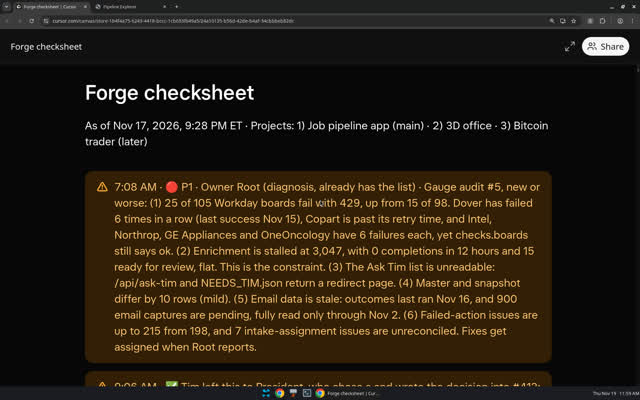 Forge checksheet | Cursor
Pipeline Explorer
Forge checksheet
Share
Forge checksheet
As of Nov 17, 2026, 9:28 PM ET · Projects: 1) Job pipeline app (main) · 2) 3D office · 3) Bitcoin
trader (later)
7:08 AM · 🔴 P1 · Owner Root (diagnosis, already has the list) · Gauge audit #5, new or
worse: (1) 25 of 105 Workday boards fail with 429, up from 15 of 98. Dover has failed
6 times in a row (last success Nov 15), Copart is past its retry time, and Intel,
Northrop, GE Appliances and OneOncology have 6 failures each, yet checks.boards
still says ok. (2) Enrichment is stalled at 3,047, with 0 completions in 12 hours and 15
ready for review, flat. This is the constraint. (3) The Ask Tim list is unreadable:
/api/ask-tim and NEEDS_TIM.json return a redirect page. (4) Master and snapshot
differ by 10 rows (mild). (5) Email data is stale: outcomes last ran Nov 16, and 900
email captures are pending, fully read only through Nov 2. (6) Failed-action issues are
up to 215 from 198, and 7 intake-assignment issues are unreconciled. Fixes get
assigned when Root reports.
Forge checksheet | Cur...
Thu Nov 19 11:59 AM